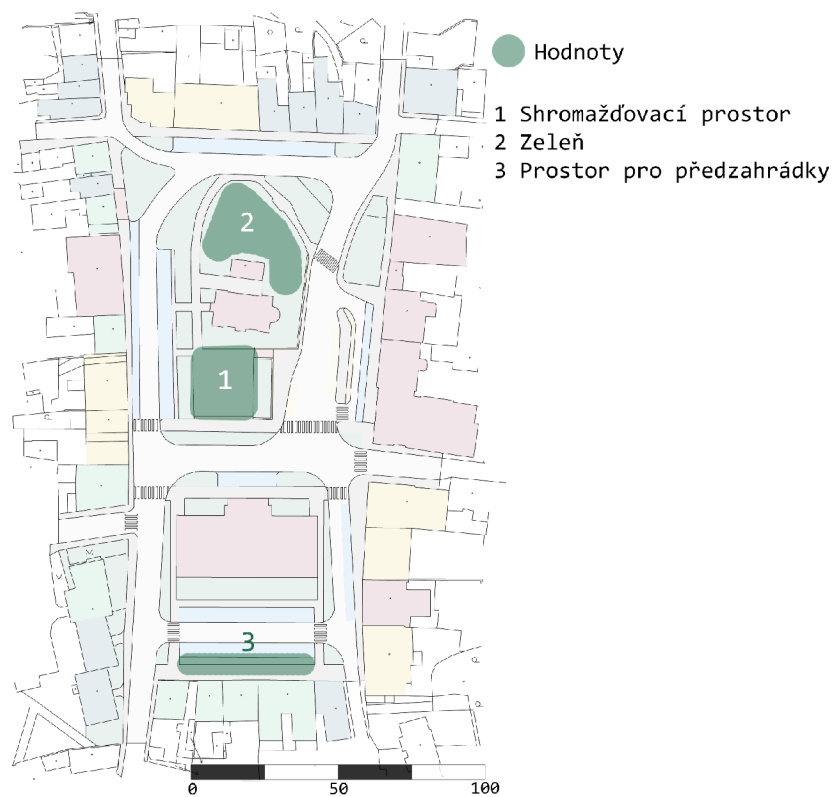 Hodnoty
1 Shromažďovací prostor
2 Zeleň
3 Prostor pro předzahrádky
2
1
3
0 50 100